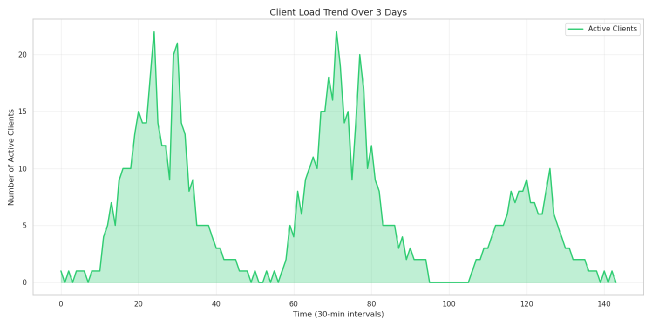 Client Load Trend Over 3 Days
Active Clients
Number of Active Clients
20
15
10
5
0
0 20 40 60 80 100 120 140
Time (30-min intervals)